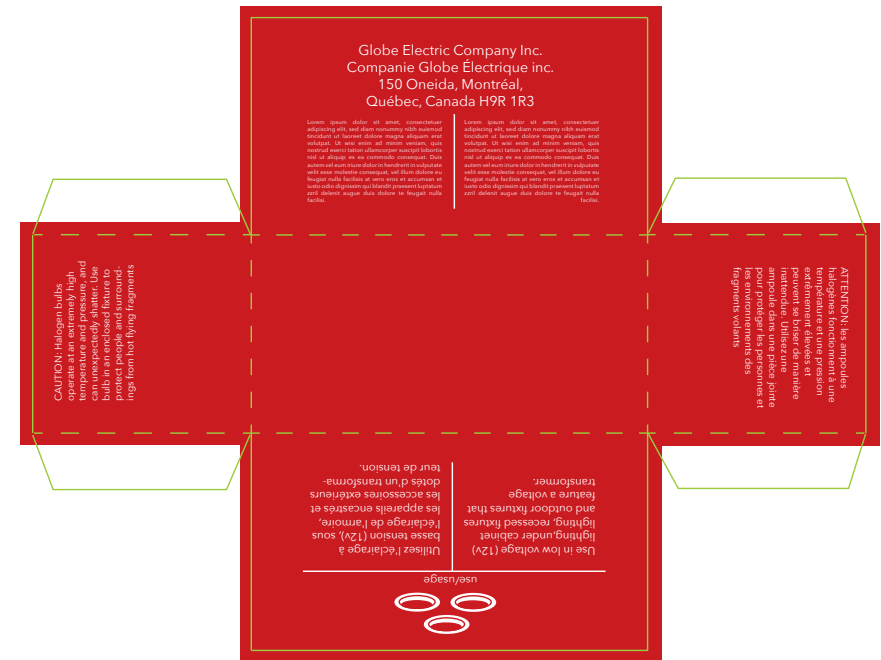 Globe Electric Company Inc.
Companie Globe Électrique inc.
150 Oneida, Montréal,
Québec, Canada H9R 1R3
Lorem ipsum dolor sit amet, consectetuer
adipiscing elit, sed diam nonummy nibh euismod
tincidunt ut laoreet dolore magna aliquam erat
volutpat. Ut wisi enim ad minim veniam, quis
nostrud exerci tation ullamcorper suscipit lobortis
nisl ut aliquip ex ea commodo consequat. Duis
autem vel eum iriure dolor in hendrerit in vulputate
velit esse molestie consequat, vel illum dolore eu
feugiat nulla facilisis at vero eros et accumsan et
iusto odio dignissim qui blandit praesent luptatum
zzril delenit augue duis dolore te feugait nulla
facilisi.
Lorem ipsum dolor sit amet, consectetuer
adipiscing elit, sed diam nonummy nibh euismod
tincidunt ut laoreet dolore magna aliquam erat
volutpat. Ut wisi enim ad minim veniam, quis
nostrud exerci tation ullamcorper suscipit lobortis
nisl ut aliquip ex ea commodo consequat. Duis
autem vel eum iriure dolor in hendrerit in vulputate
velit esse molestie consequat, vel illum dolore eu
feugiat nulla facilisis at vero eros et accumsan et
iusto odio dignissim qui blandit praesent luptatum
zzril delenit augue duis dolore te feugait nulla
facilisi.
CAUTION: Halogen bulbs
operate at an extremely high
temperature and pressure, and
can unexpectedly shatter. Use
bulb in an enclosed fixture to
protect people and surround-
ings from hot flying fragments
ATTENTION: les ampoules
halogènes fonctionnent à une
température et une pression
extrêmement élevées et
peuvent se briser de manière
inattendue. Utilisez une
ampoule dans une pièce jointe
pour protéger les personnes et
les environnements des
fragments volants
use/usage
Use in low voltage (12v)
lighting,under cabinet
lighting, recessed fixtures
and outdoor fixtures that
feature a voltage
transformer.
Utilisez l'éclairage à
basse tension (12v), sous
l'éclairage de l'armoire,
les appareils encastrés et
les accessoires extérieurs
dotés d'un transforma-
teur de tension.